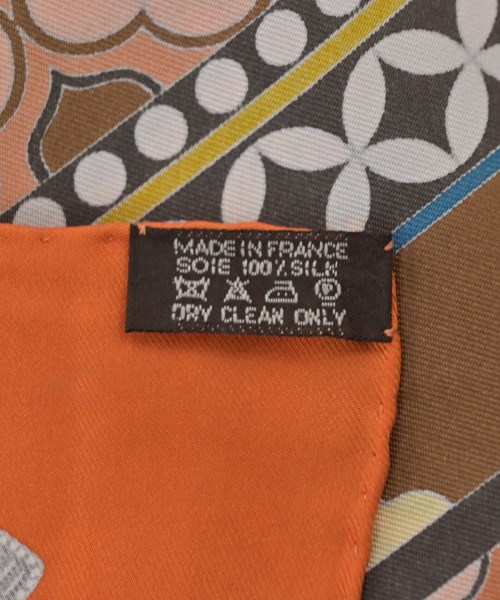 MADE IN FRANCE
SOIE 100% SILK
P
DRY CLEAN ONLY